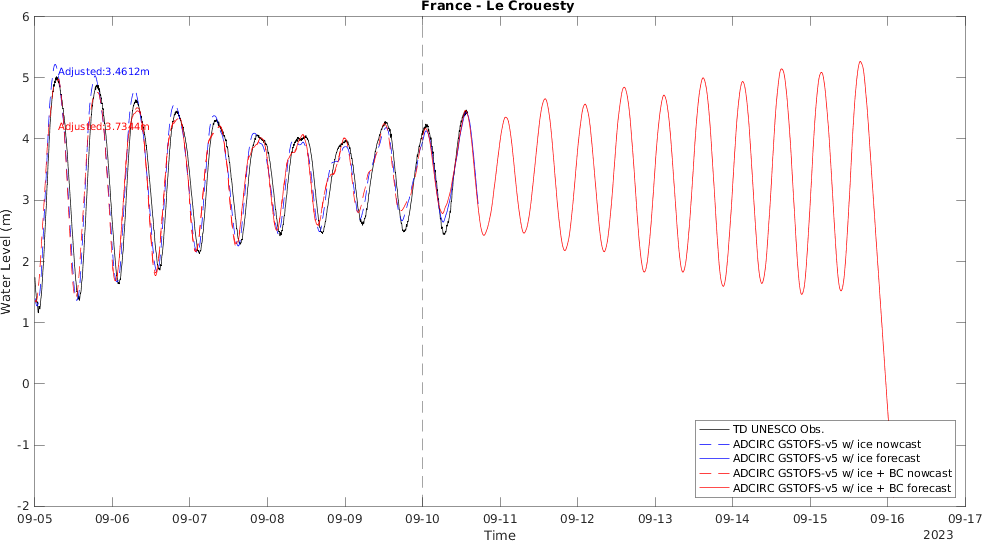 France - Le Crouesty
6
5
4
3
2
1
0
-1
-2
Water Level (m)
Adjusted:3.4612m
Adjusted:3.7344m
TD UNESCO Obs.
ADCIRC GSTOFS-v5 w/ ice nowcast
ADCIRC GSTOFS-v5 w/ ice forecast
ADCIRC GSTOFS-v5 w/ ice + BC nowcast
ADCIRC GSTOFS-v5 w/ ice + BC forecast
09-05 09-06 09-07 09-08 09-09 09-10 09-11 09-12 09-13 09-14 09-15 09-16 09-17
Time
2023